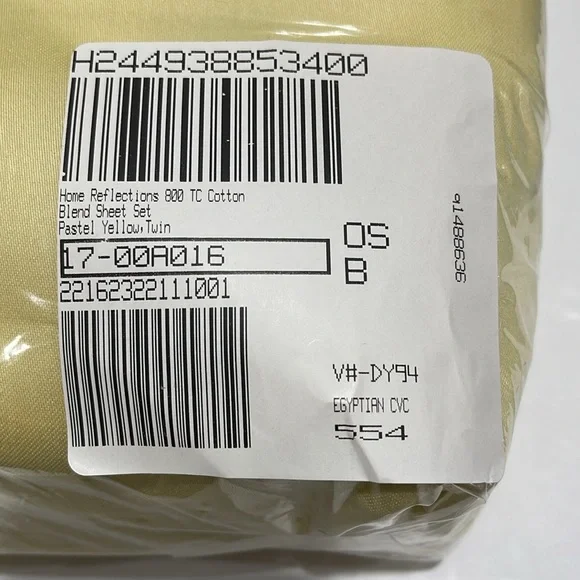 H244938853400
Home Reflections 800 TC Cotton
Blend Sheet Set
Pastel Yellow,Twin
17-00A016
OS
B
22162322111001
q1488636
V#-DY94
EGYPTIAN CVC
554